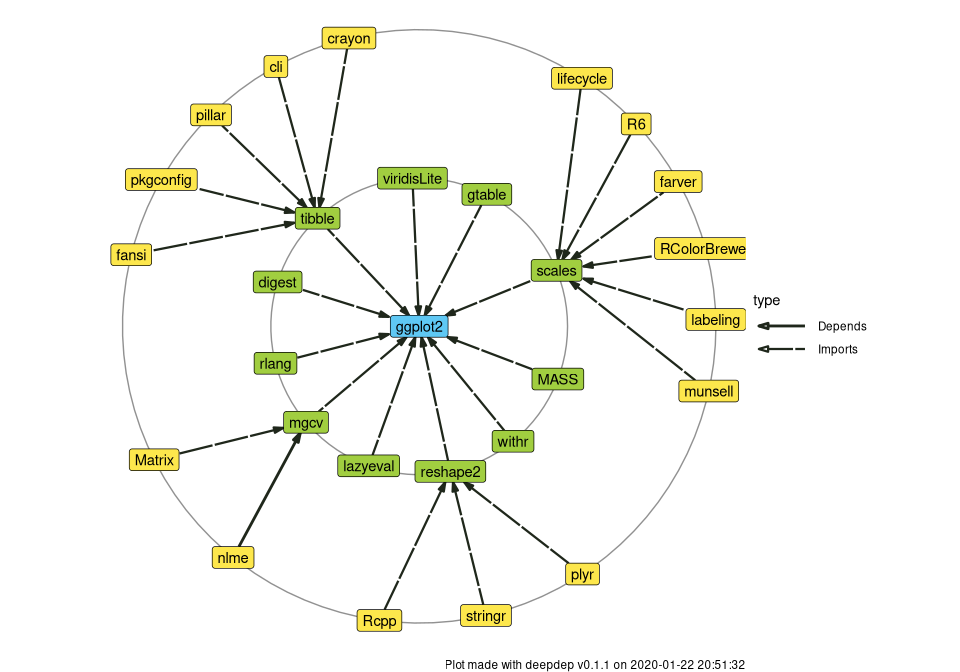 crayon
cli
lifecycle
pillar
R6
pkgconfig
viridisLite
farver
gtable
tibble
fansi
RColorBrewe
digest
scales
type
labeling
ggplot2
Depends
Imports
rlang
MASS
munsell
mgcv
withr
Matrix
lazyeval
reshape2
nlme
plyr
Rcpp
stringr
Plot made with deepdep v0.1.1 on 2020-01-22 20:51:32